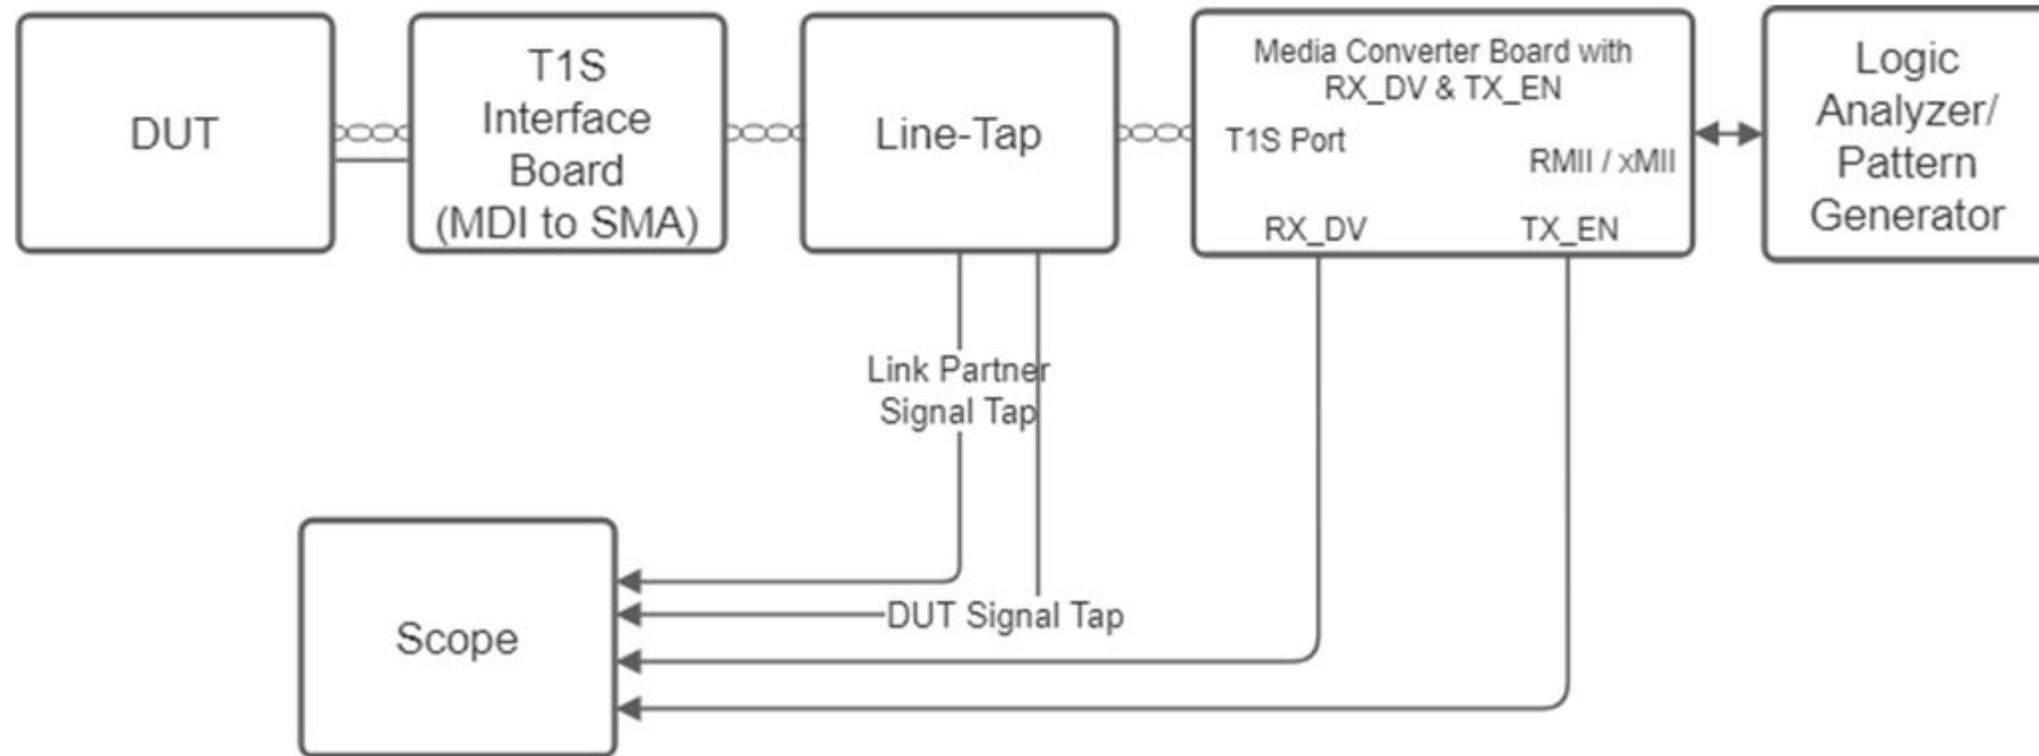 DUT
T1S
Interface
Board
(MDI to SMA)
Line-Tap
Media Converter Board with
RX_DV & TX_EN
T1S Port
RMII / xMII
RX_DV
TX_EN
Logic
Analyzer/
Pattern
Generator
Link Partner
Signal Tap
DUT Signal Tap
Scope